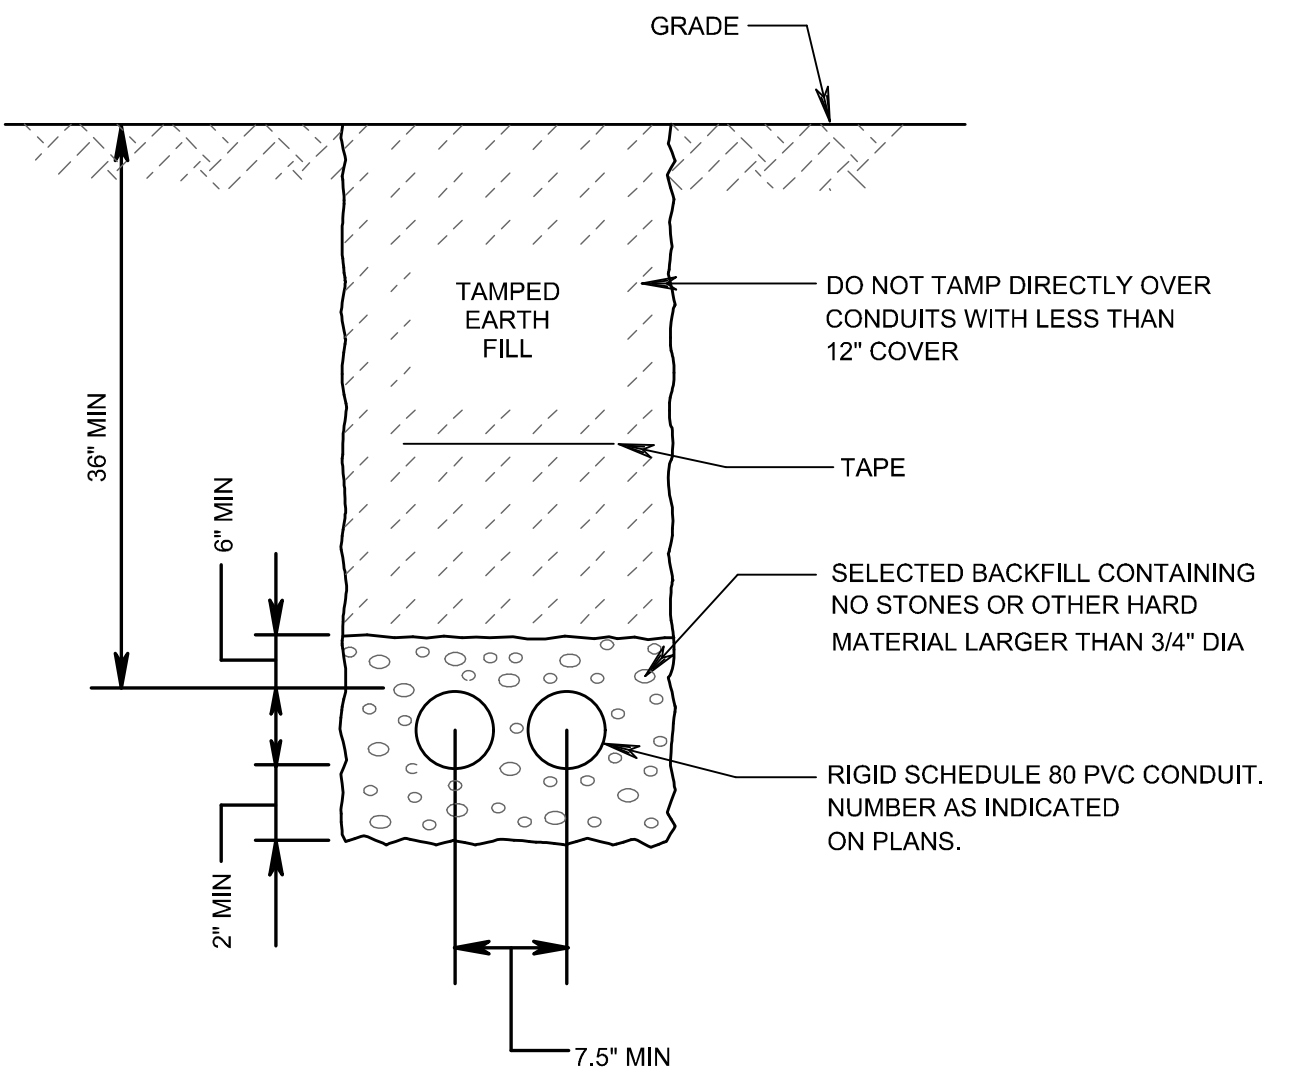 GRADE
TAMPED
EARTH
FILL
DO NOT TAMP DIRECTLY OVER
CONDUITS WITH LESS THAN
12" COVER
36" MIN
TAPE
6" MIN
SELECTED BACKFILL CONTAINING
NO STONES OR OTHER HARD
MATERIAL LARGER THAN 3/4" DIA
RIGID SCHEDULE 80 PVC CONDUIT.
NUMBER AS INDICATED
ON PLANS.
2" MIN
7.5" MIN